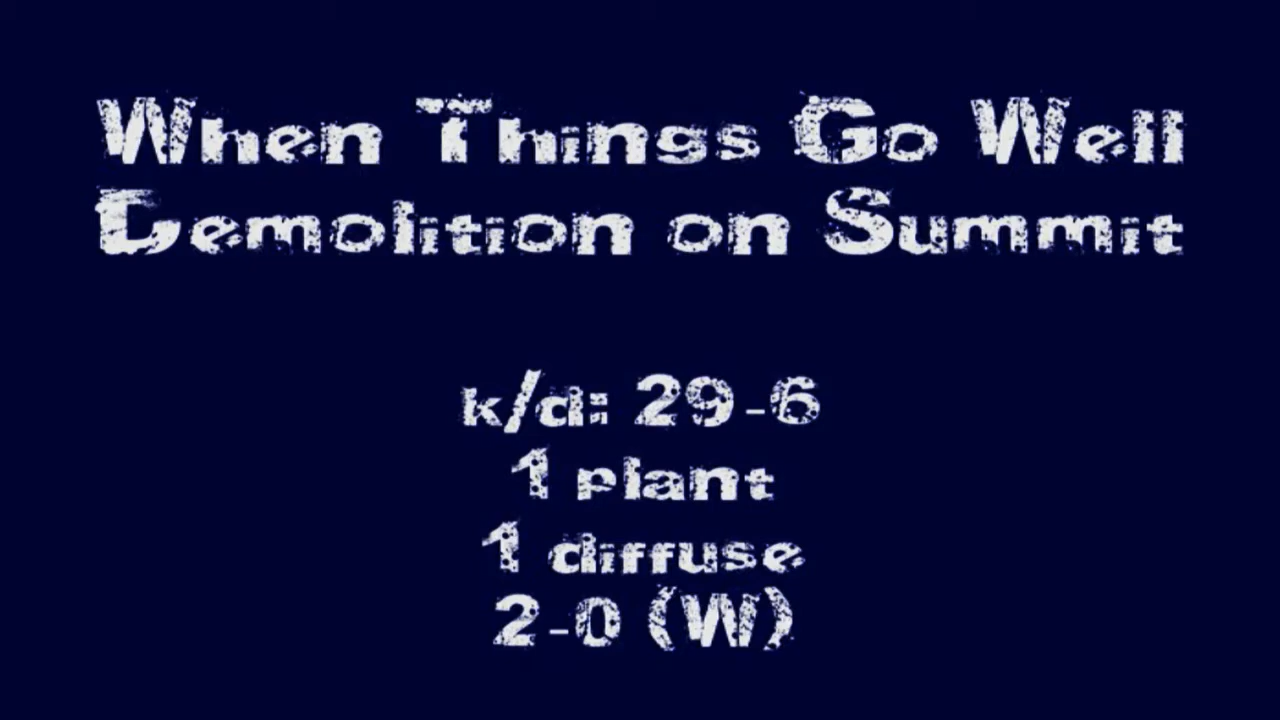 When Things Go Well
Demolition on Summit
k/d: 29-6
1 plant
1 diffuse
2-0 (W)